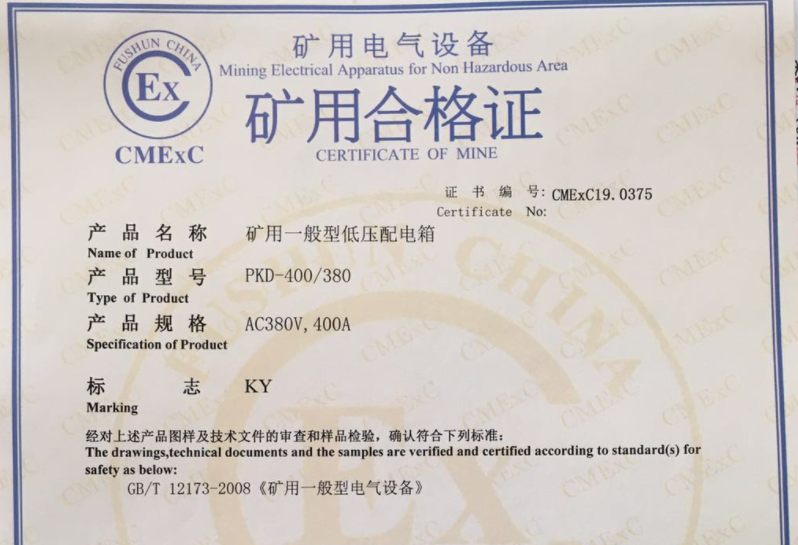 FUSHUN CHINA
Ex
CMExC
矿用电气设备
Mining Electrical Apparatus for Non Hazardous Area
矿用合格证
CERTIFICATE OF MINE
证 书 编 号: CMExC19.0375
Certificate No:
产 品 名 称 矿用一般型低压配电箱
Name of Product
产 品 型 号 PKD-400/380
Type of Product
产 品 规 格 AC380V,400A
Specification of Product
标 志 KY
Marking
经对上述产品图样及技术文件的审查和样品检验，确认符合下列标准：
The drawings,technical documents and the samples are verified and certified according to standard(s) for
safety as below:
GB/T 12173-2008《矿用一般型电气设备》
FUSHUN CHINA
Ex